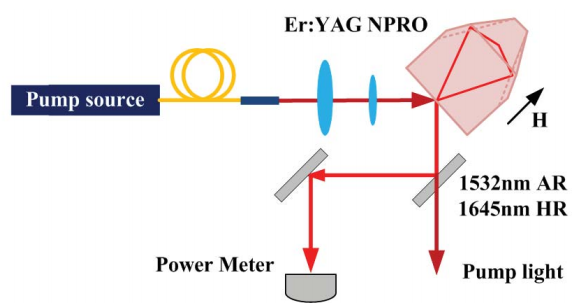 Er:YAG NPRO
Pump source
H
1532nm AR
1645nm HR
Power Meter
Pump light